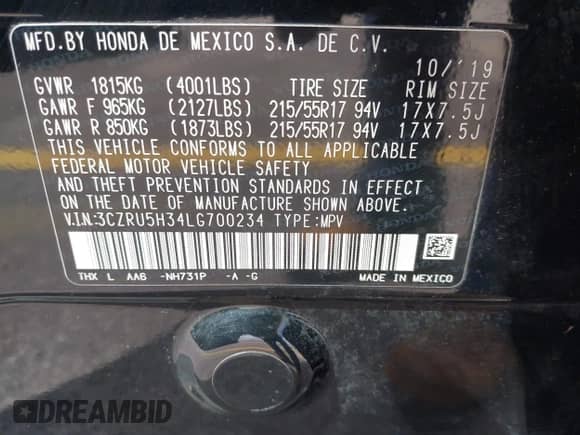 MFD.BY HONDA DE MEXICO S.A. DE C.V.
10/'19
GVWR 1815KG (4001LBS) TIRE SIZE RIM SIZE
GAWR F 965KG (2127LBS) 215/55R17 94V 17X7.5J
GAWR R 850KG (1873LBS) 215/55R17 94V 17X7.5J
THIS VEHICLE CONFORMS TO ALL APPLICABLE
FEDERAL MOTOR VEHICLE SAFETY
AND THEFT PREVENTION STANDARDS IN EFFECT
ON THE DATE OF MANUFACTURE SHOWN ABOVE.
V.I.N:3CZRU5H34LG700234 TYPE:MPV
THX L AA6 -NH731P -A -G MADE IN MEXICO
DREAMBID